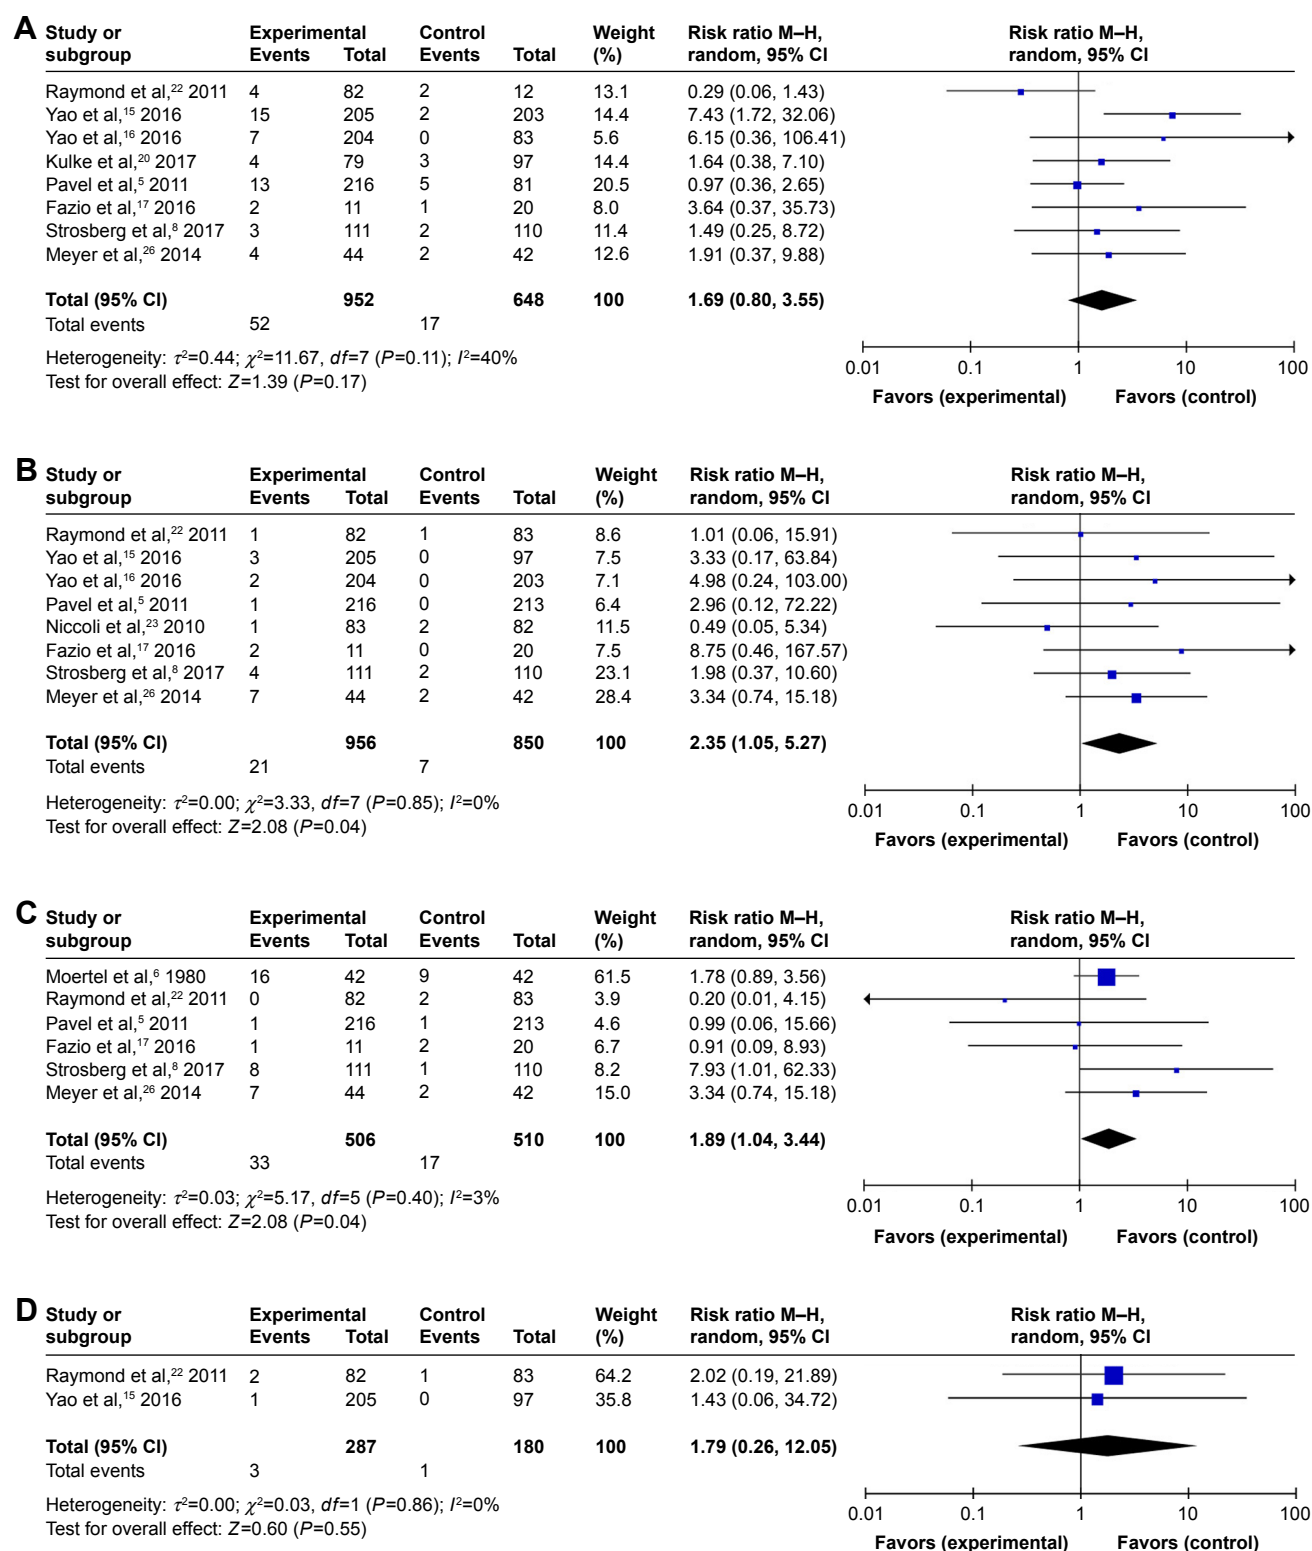 A Study or Experimental Control Weight Risk ratio M–H, Risk ratio M–H,
subgroup Events Total Events Total (%) random, 95% CI random, 95% CI
Raymond et al,22 2011 4 82 2 12 13.1 0.29 (0.06, 1.43)
Yao et al,15 2016 15 205 2 203 14.4 7.43 (1.72, 32.06)
Yao et al,16 2016 7 204 0 83 5.6 6.15 (0.36, 106.41)
Kulke et al,20 2017 4 79 3 97 14.4 1.64 (0.38, 7.10)
Pavel et al,5 2011 13 216 5 81 20.5 0.97 (0.36, 2.65)
Fazio et al,17 2016 2 11 1 20 8.0 3.64 (0.37, 35.73)
Strosberg et al,8 2017 3 111 2 110 11.4 1.49 (0.25, 8.72)
Meyer et al,26 2014 4 44 2 42 12.6 1.91 (0.37, 9.88)
Total (95% CI) 952 648 100 1.69 (0.80, 3.55)
Total events 52 17
Heterogeneity: τ²=0.44; χ²=11.67, df=7 (P=0.11); I²=40%
Test for overall effect: Z=1.39 (P=0.17)
0.01 0.1 1 10 100
Favors (experimental) Favors (control)
B Study or Experimental Control Weight Risk ratio M–H, Risk ratio M–H,
subgroup Events Total Events Total (%) random, 95% CI random, 95% CI
Raymond et al,22 2011 1 82 1 83 8.6 1.01 (0.06, 15.91)
Yao et al,15 2016 3 205 0 97 7.5 3.33 (0.17, 63.84)
Yao et al,16 2016 2 204 0 203 7.1 4.98 (0.24, 103.00)
Pavel et al,5 2011 1 216 0 213 6.4 2.96 (0.12, 72.22)
Niccoli et al,23 2010 1 83 2 82 11.5 0.49 (0.05, 5.34)
Fazio et al,17 2016 2 11 0 20 7.5 8.75 (0.46, 167.57)
Strosberg et al,8 2017 4 111 2 110 23.1 1.98 (0.37, 10.60)
Meyer et al,26 2014 7 44 2 42 28.4 3.34 (0.74, 15.18)
Total (95% CI) 956 850 100 2.35 (1.05, 5.27)
Total events 21 7
Heterogeneity: τ²=0.00; χ²=3.33, df=7 (P=0.85); I²=0%
Test for overall effect: Z=2.08 (P=0.04)
0.01 0.1 1 10 100
Favors (experimental) Favors (control)
C Study or Experimental Control Weight Risk ratio M–H, Risk ratio M–H,
subgroup Events Total Events Total (%) random, 95% CI random, 95% CI
Moertel et al,6 1980 16 42 9 42 61.5 1.78 (0.89, 3.56)
Raymond et al,22 2011 0 82 2 83 3.9 0.20 (0.01, 4.15)
Pavel et al,5 2011 1 216 1 213 4.6 0.99 (0.06, 15.66)
Fazio et al,17 2016 1 11 2 20 6.7 0.91 (0.09, 8.93)
Strosberg et al,8 2017 8 111 1 110 8.2 7.93 (1.01, 62.33)
Meyer et al,26 2014 7 44 2 42 15.0 3.34 (0.74, 15.18)
Total (95% CI) 506 510 100 1.89 (1.04, 3.44)
Total events 33 17
Heterogeneity: τ²=0.03; χ²=5.17, df=5 (P=0.40); I²=3%
Test for overall effect: Z=2.08 (P=0.04)
0.01 0.1 1 10 100
Favors (experimental) Favors (control)
D Study or Experimental Control Weight Risk ratio M–H, Risk ratio M–H,
subgroup Events Total Events Total (%) random, 95% CI random, 95% CI
Raymond et al,22 2011 2 82 1 83 64.2 2.02 (0.19, 21.89)
Yao et al,15 2016 1 205 0 97 35.8 1.43 (0.06, 34.72)
Total (95% CI) 287 180 100 1.79 (0.26, 12.05)
Total events 3 1
Heterogeneity: τ²=0.00; χ²=0.03, df=1 (P=0.86); I²=0%
Test for overall effect: Z=0.60 (P=0.55)
0.01 0.1 1 10 100
Favors (experimental) Favors (control)